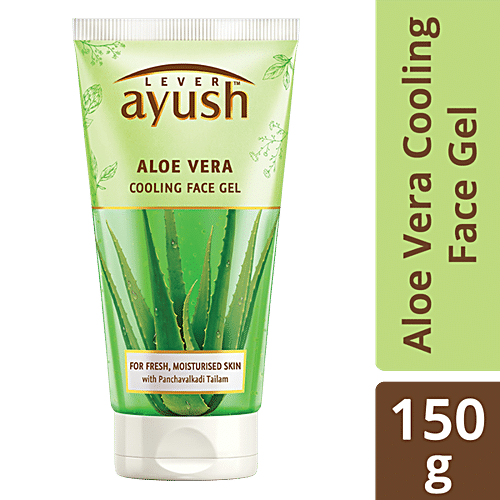 LEVER™
ayush
ALOE VERA
COOLING FACE GEL
FOR FRESH, MOISTURISED SKIN
with Panchavalkadi Tailam
Aloe Vera Cooling
Face Gel
150
g